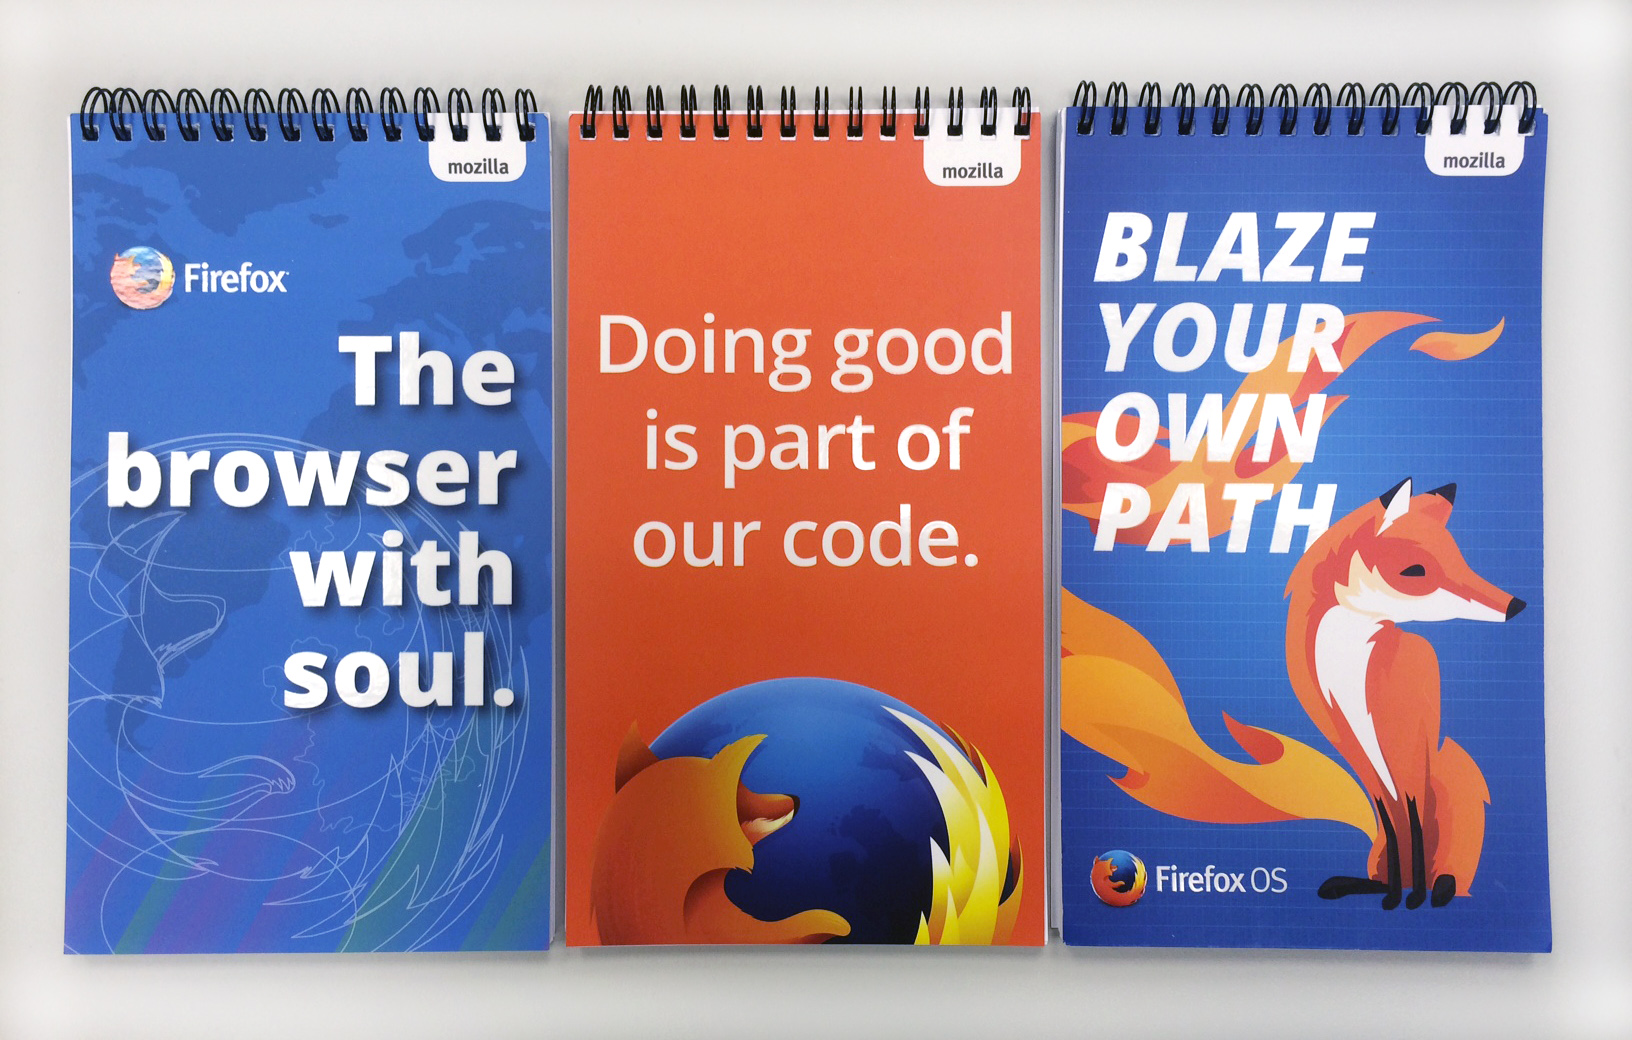 mozilla
Firefox
The
browser
with
soul.
mozilla
Doing good
is part of
our code.
mozilla
BLAZE
YOUR
OWN
PATH
Firefox OS